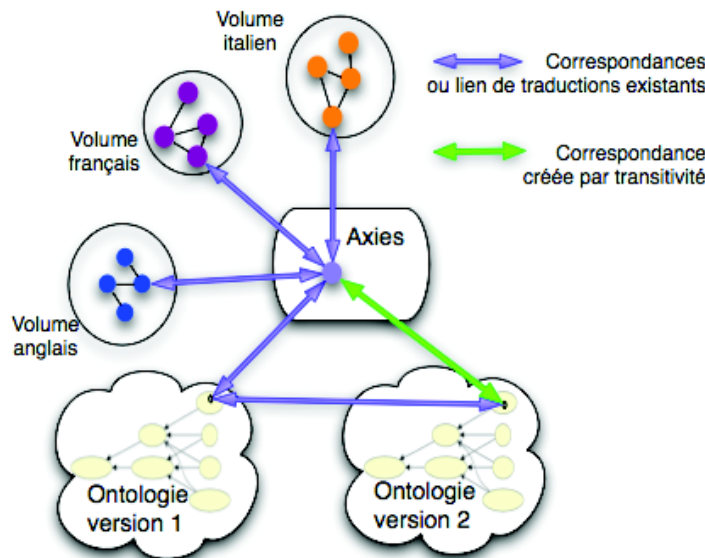 Volume
italien
Correspondances
ou lien de traductions existants
Volume
français
Correspondance
créée par transitivité
Axies
Volume
anglais
Ontologie
version 1
Ontologie
version 2